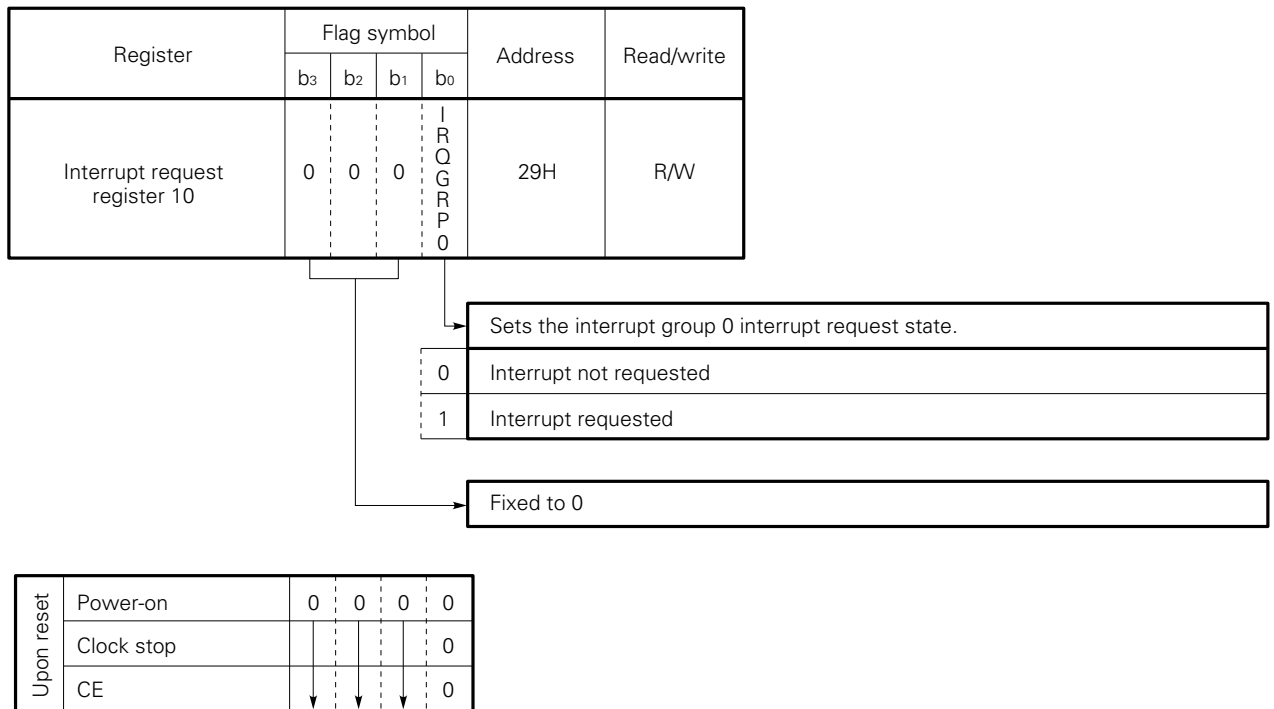 Register Flag symbol Address Read/write
b3 b2 b1 b0
Interrupt request
register 10
0 0 0 IRQGRP0 29H R/W
Sets the interrupt group 0 interrupt request state.
0 Interrupt not requested
1 Interrupt requested
Fixed to 0
Upon reset
Power-on 0 0 0 0
Clock stop 0
CE 0